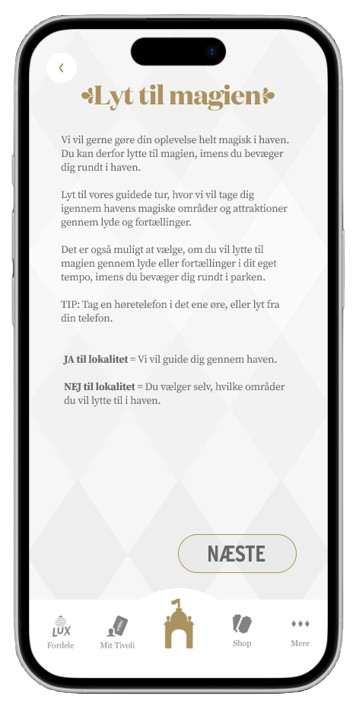 Lyt til magien
Vi vil gerne gøre din oplevelse helt magisk i haven.
Du kan derfor lytte til magien, imens du bevæger
dig rundt i haven.
Lyt til vores guidede tur, hvor vi vil tage dig
igennem havens magiske områder og attraktioner
gennem lyde og fortællinger.
Det er også muligt at vælge, om du vil lytte til
magien gennem lyde eller fortællinger i dit eget
tempo, imens du bevæger dig rundt i parken.
TIP: Tag en høretelefon i det ene øre, eller lyt fra
din telefon.
JA til lokalitet = Vi vil guide dig gennem haven.
NEJ til lokalitet = Du vælger selv, hvilke områder
du vil lytte til i haven.
NÆSTE
LUX
Fordele
Mit Tivoli
Shop
Mere